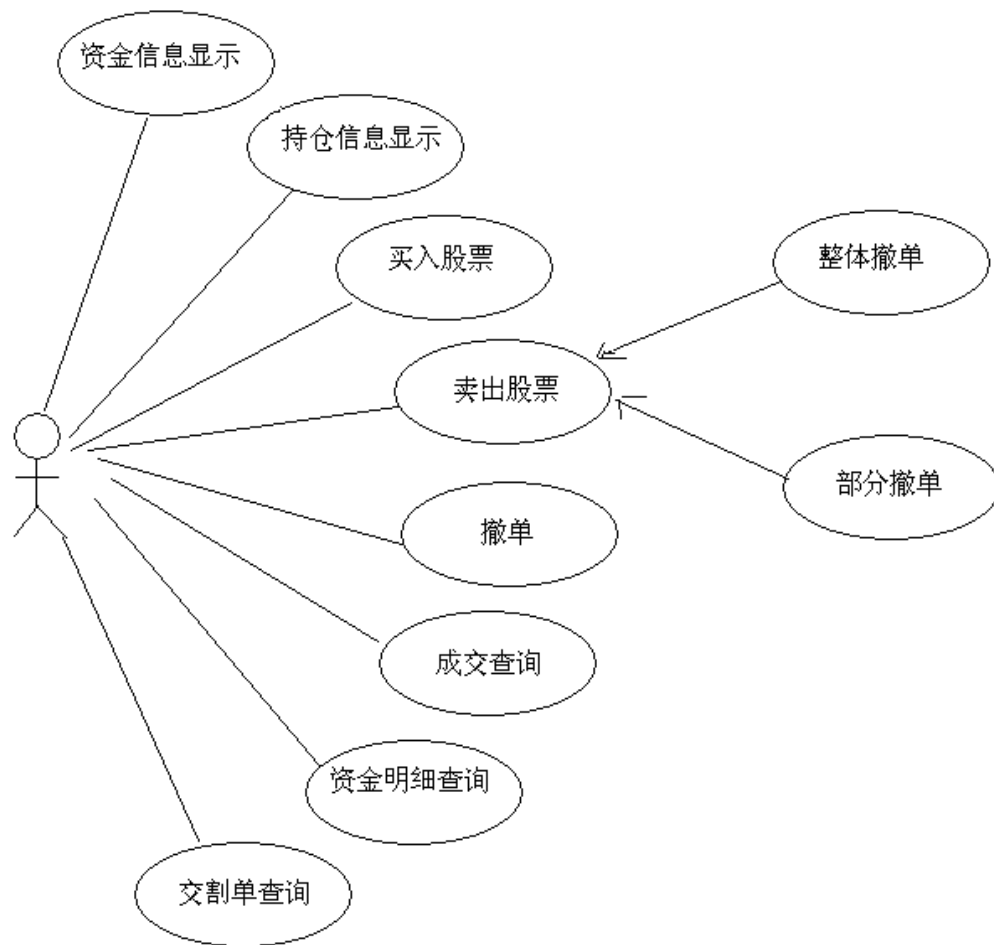 资金信息显示
持仓信息显示
买入股票
整体撤单
卖出股票
部分撤单
撤单
成交查询
资金明细查询
交割单查询